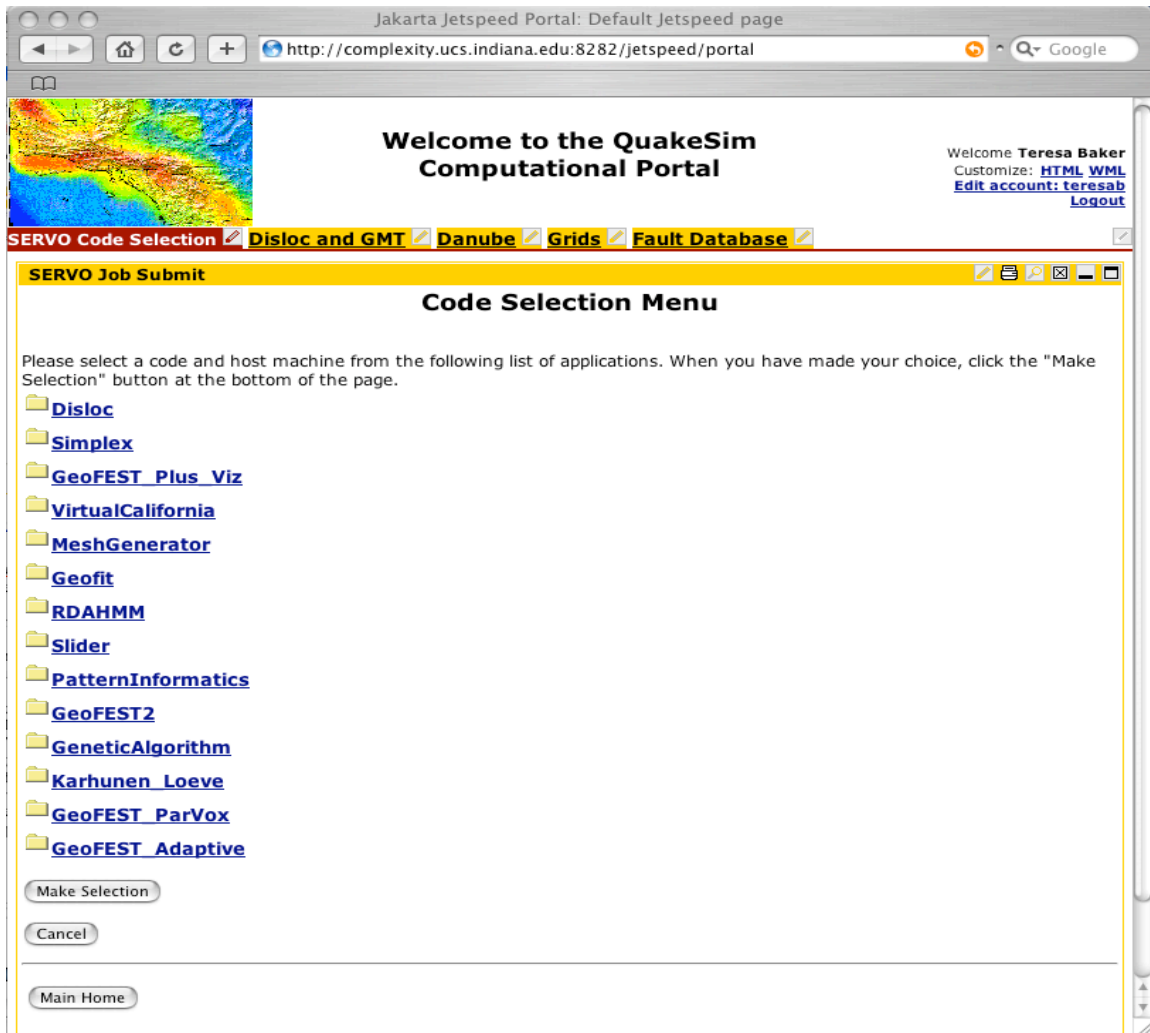 Jakarta Jetspeed Portal: Default Jetspeed page
http://complexity.ucs.indiana.edu:8282/jetspeed/portal
Google
Welcome to the QuakeSim
Computational Portal
Welcome Teresa Baker
Customize: HTML WML
Edit account: teresab
Logout
SERVO Code Selection Disloc and GMT Danube Grids Fault Database
SERVO Job Submit
Code Selection Menu
Please select a code and host machine from the following list of applications. When you have made your choice, click the "Make
Selection" button at the bottom of the page.
Disloc
Simplex
GeoFEST_Plus_Viz
VirtualCalifornia
MeshGenerator
Geofit
RDAHMM
Slider
PatternInformatics
GeoFEST2
GeneticAlgorithm
Karhunen_Loeve
GeoFEST_ParVox
GeoFEST_Adaptive
Make Selection
Cancel
Main Home